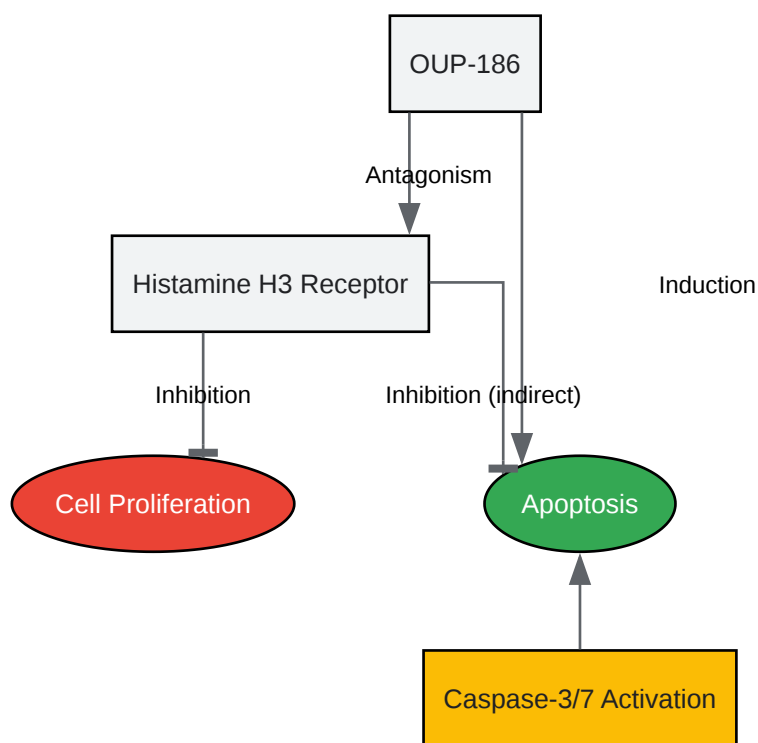 OUP-186
Antagonism
Histamine H3 Receptor
Induction
Inhibition
Inhibition (indirect)
Cell Proliferation
Apoptosis
Caspase-3/7 Activation